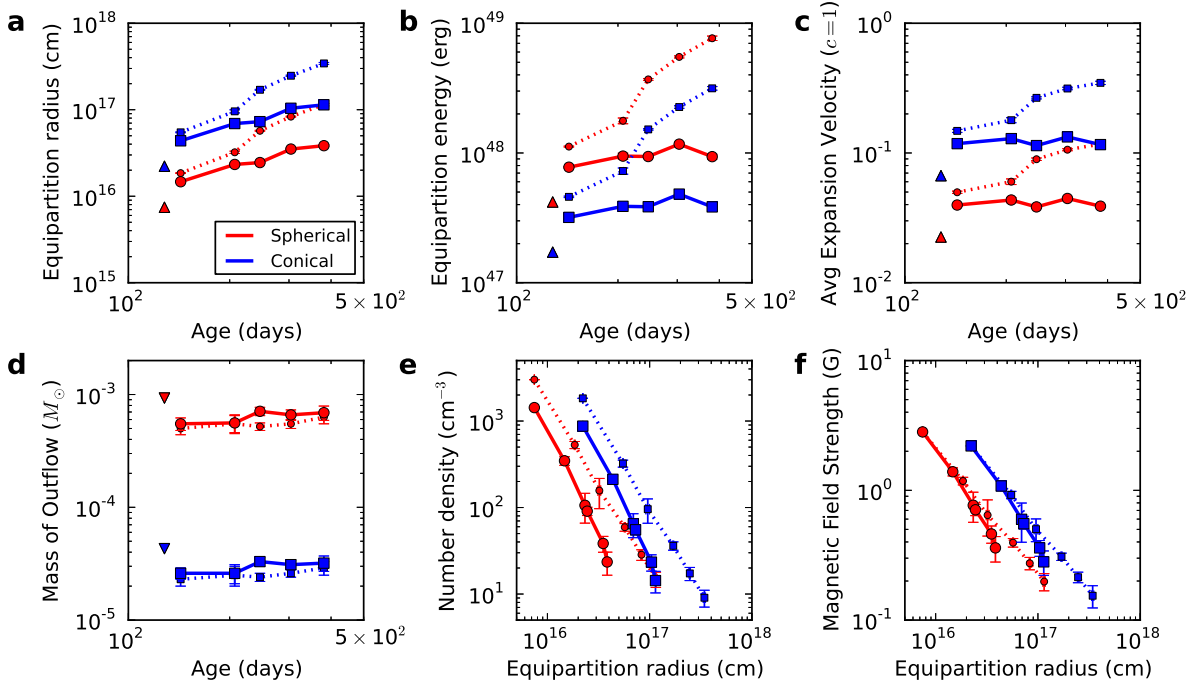 a
Equipartition radius (cm)
10^18
10^17
10^16
10^15
Spherical
Conical
10^2
5 × 10^2
Age (days)
b
Equipartition energy (erg)
10^49
10^48
10^47
10^2
5 × 10^2
Age (days)
c
Avg Expansion Velocity (c=1)
10^0
10^-1
10^-2
10^2
5 × 10^2
Age (days)
d
Mass of Outflow (M_⊙)
10^-3
10^-4
10^-5
10^2
5 × 10^2
Age (days)
e
Number density (cm^-3)
10^3
10^2
10^1
10^16
10^17
10^18
Equipartition radius (cm)
f
Magnetic Field Strength (G)
10^1
10^0
10^-1
10^16
10^17
10^18
Equipartition radius (cm)